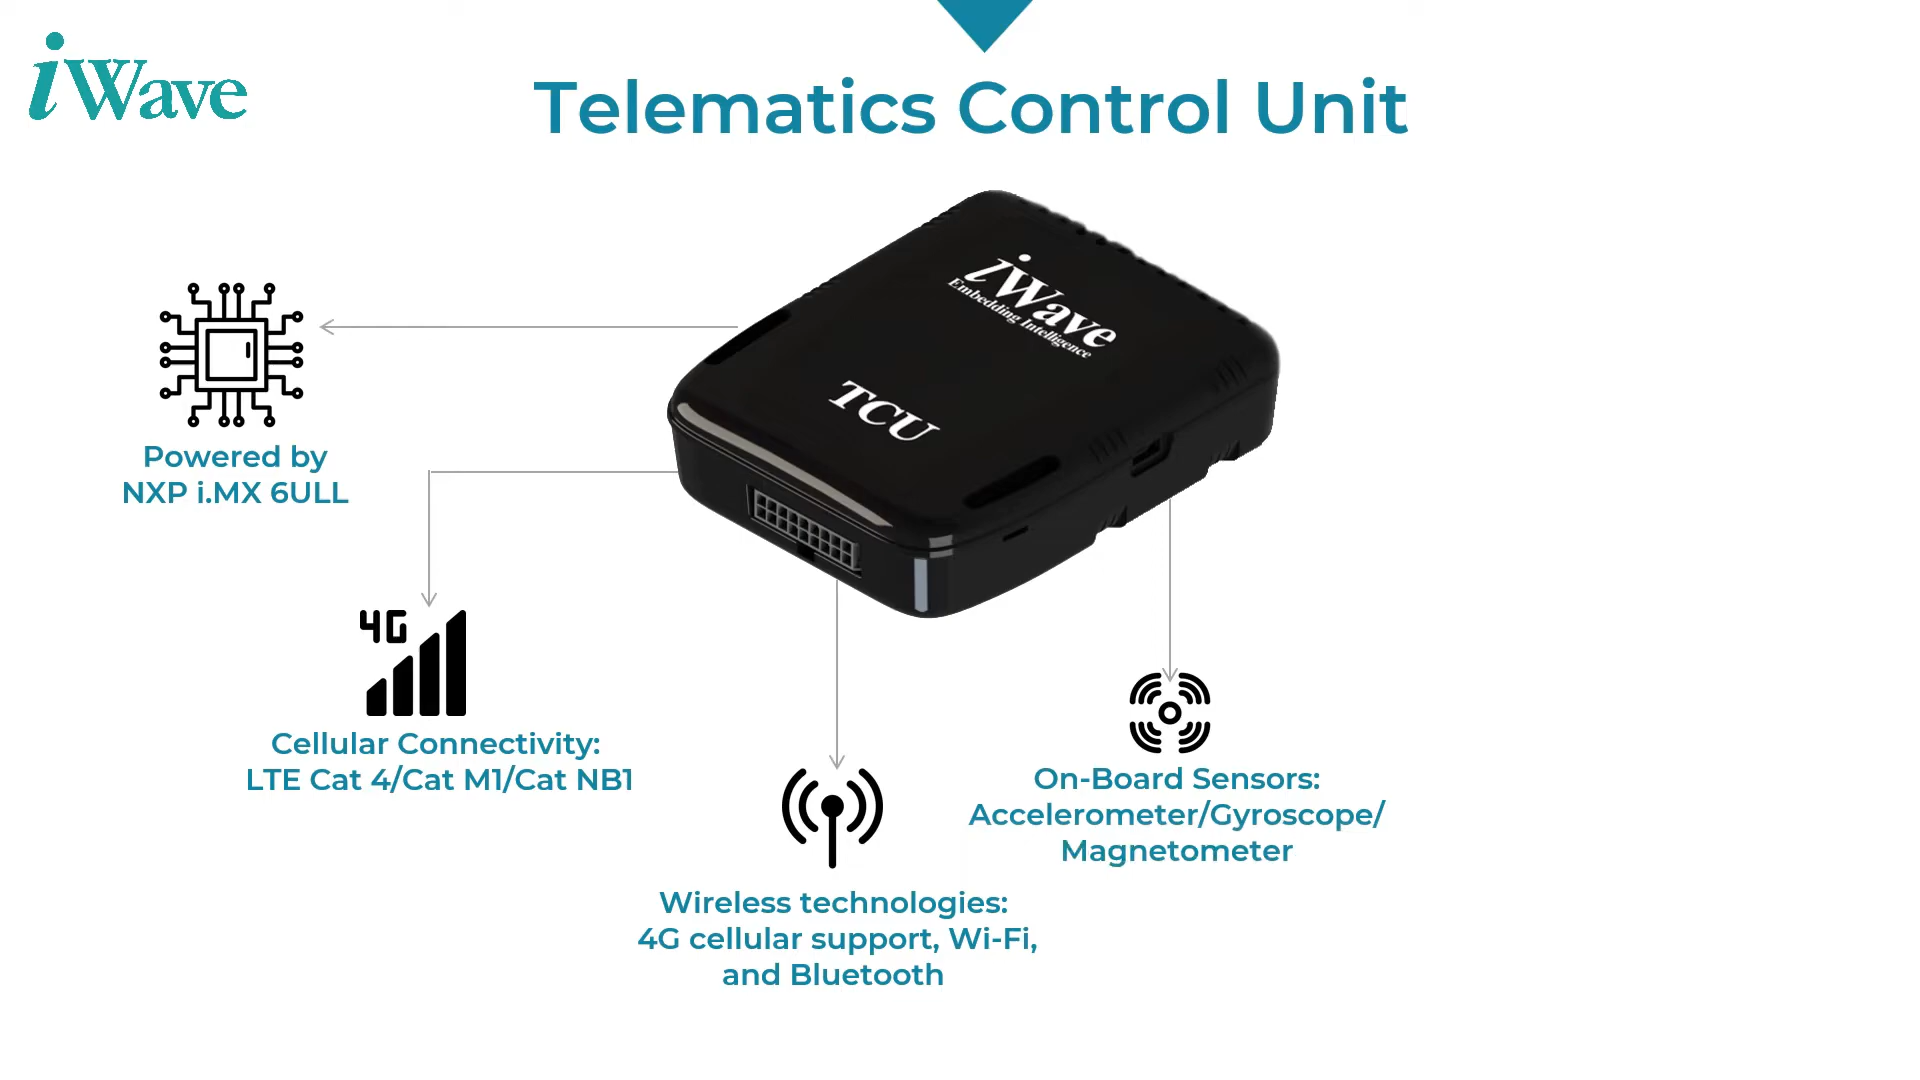 iWave
Telematics Control Unit
iWave
Embedding Intelligence
TCU
Powered by
NXP i.MX 6ULL
4G
Cellular Connectivity:
LTE Cat 4/Cat M1/Cat NB1
Wireless technologies:
4G cellular support, Wi-Fi,
and Bluetooth
On-Board Sensors:
Accelerometer/Gyroscope/
Magnetometer